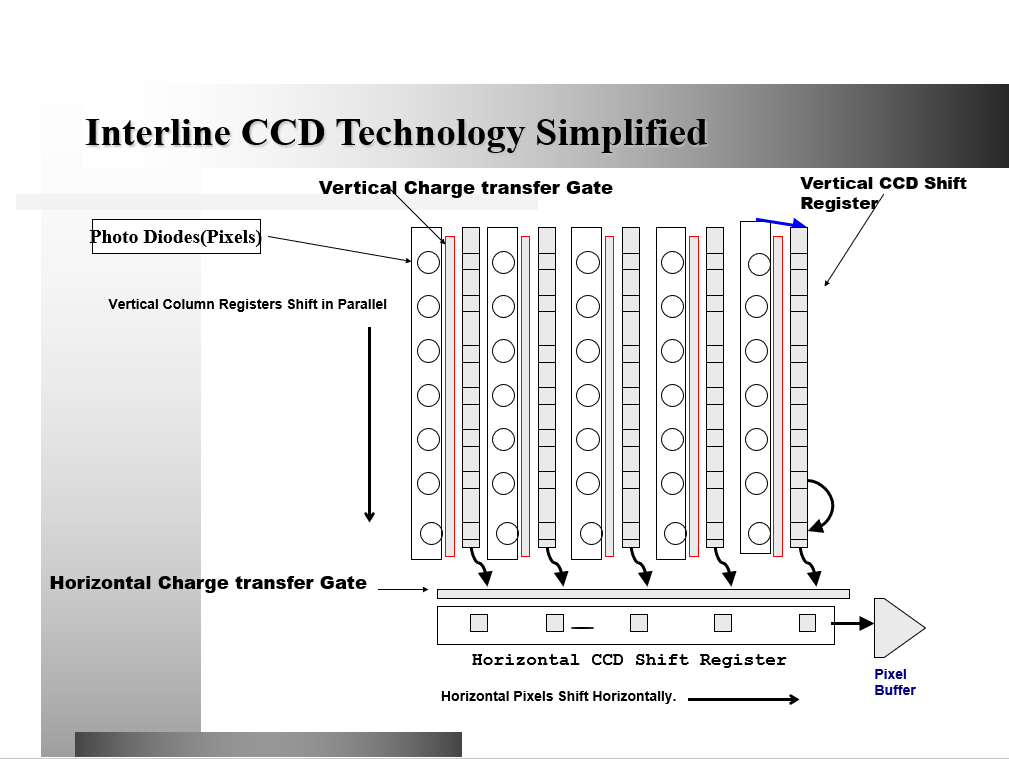 Interline CCD Technology Simplified
Vertical Charge transfer Gate
Vertical CCD Shift
Register
Photo Diodes(Pixels)
Vertical Column Registers Shift in Parallel
Horizontal Charge transfer Gate
Horizontal CCD Shift Register
Pixel
Buffer
Horizontal Pixels Shift Horizontally.